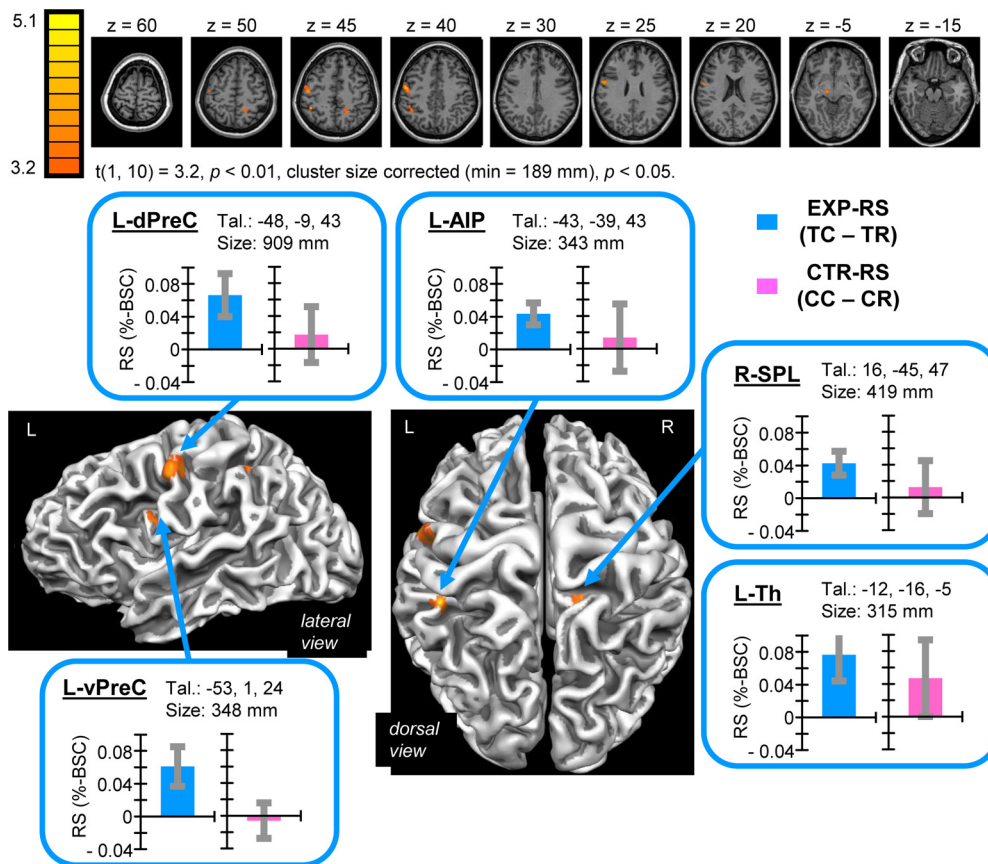 5.1
z = 60 z = 50 z = 45 z = 40 z = 30 z = 25 z = 20 z = -5 z = -15
3.2
t(1, 10) = 3.2, p < 0.01, cluster size corrected (min = 189 mm), p < 0.05.
L-dPreC
Tal.: -48, -9, 43
Size: 909 mm
RS (%-BSC)
0.08
0.04
0
- 0.04
L-AIP
Tal.: -43, -39, 43
Size: 343 mm
RS (%-BSC)
0.08
0.04
0
- 0.04
EXP-RS
(TC – TR)
CTR-RS
(CC – CR)
R-SPL
Tal.: 16, -45, 47
Size: 419 mm
RS (%-BSC)
0.08
0.04
0
- 0.04
L
lateral
view
L R
dorsal
view
L-Th
Tal.: -12, -16, -5
Size: 315 mm
RS (%-BSC)
0.08
0.04
0
- 0.04
L-vPreC
Tal.: -53, 1, 24
Size: 348 mm
RS (%-BSC)
0.08
0.04
0
- 0.04